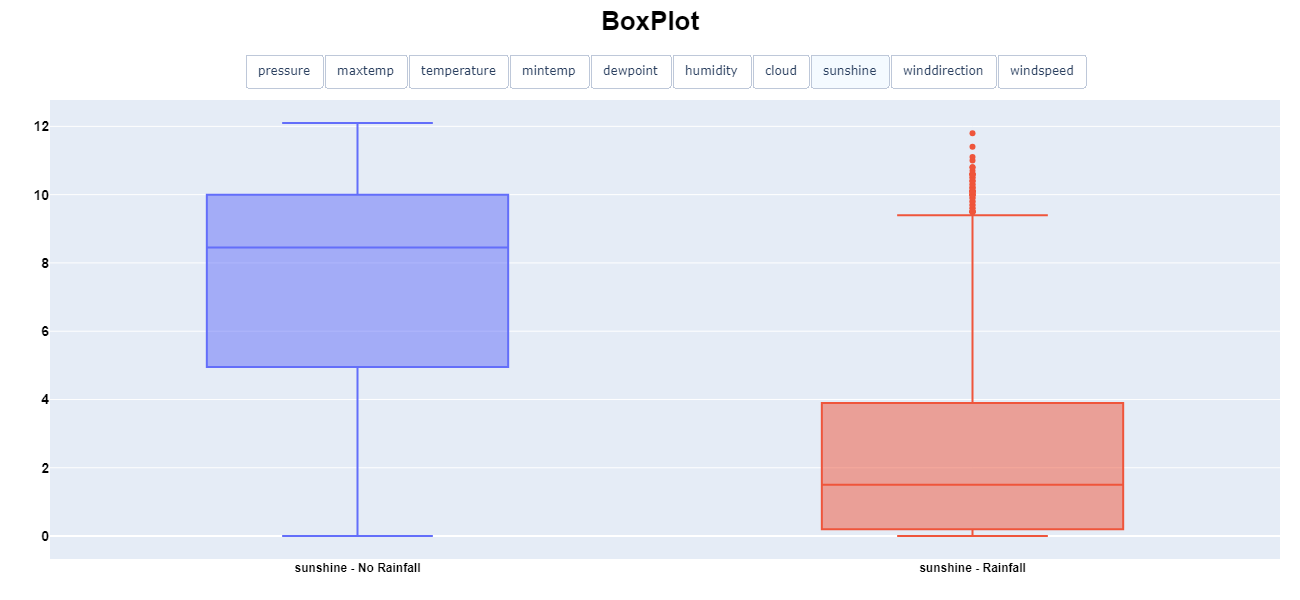 BoxPlot
pressure maxtemp temperature mintemp dewpoint humidity cloud sunshine winddirection windspeed
12
10
8
6
4
2
0
sunshine - No Rainfall sunshine - Rainfall